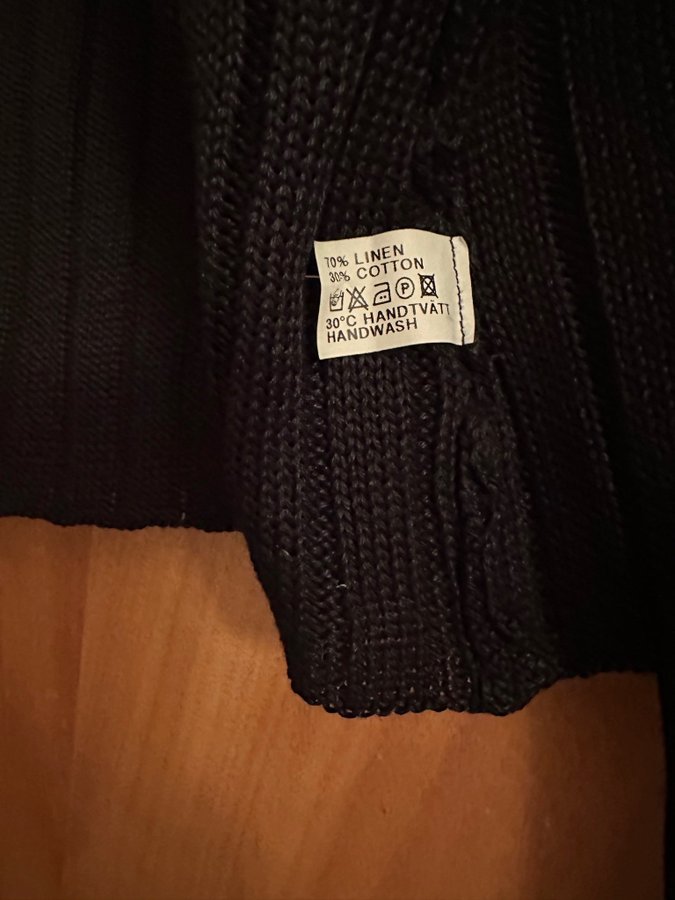 70% LINEN
30% COTTON
P
30°C HANDTVÄTT
HANDWASH